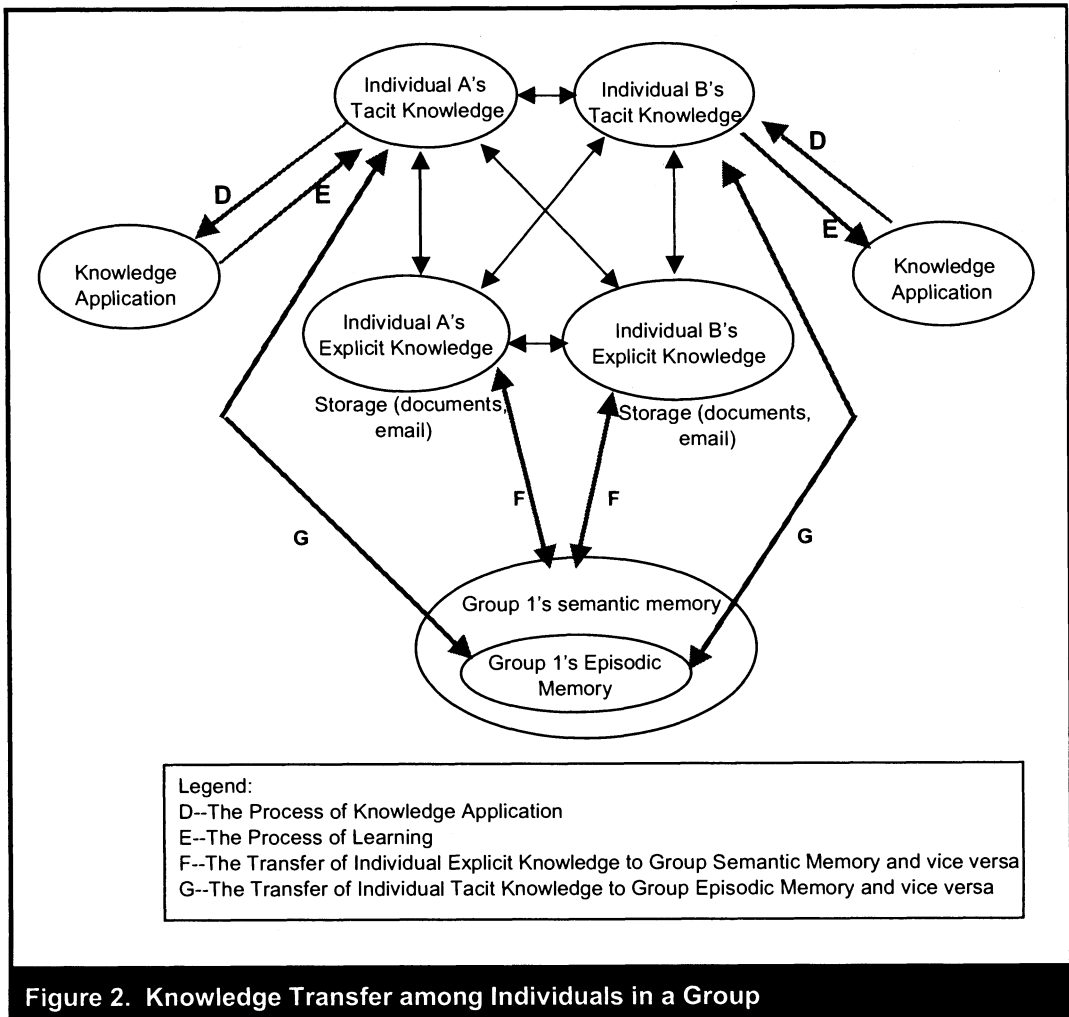 Individual A's
Tacit Knowledge
Individual B's
Tacit Knowledge
D
E
D
E
Knowledge
Application
Knowledge
Application
Individual A's
Explicit Knowledge
Individual B's
Explicit Knowledge
Storage (documents,
email)
Storage (documents,
email)
F
F
G
G
Group 1's semantic memory
Group 1's Episodic
Memory
Legend:
D--The Process of Knowledge Application
E--The Process of Learning
F--The Transfer of Individual Explicit Knowledge to Group Semantic Memory and vice versa
G--The Transfer of Individual Tacit Knowledge to Group Episodic Memory and vice versa
Figure 2. Knowledge Transfer among Individuals in a Group